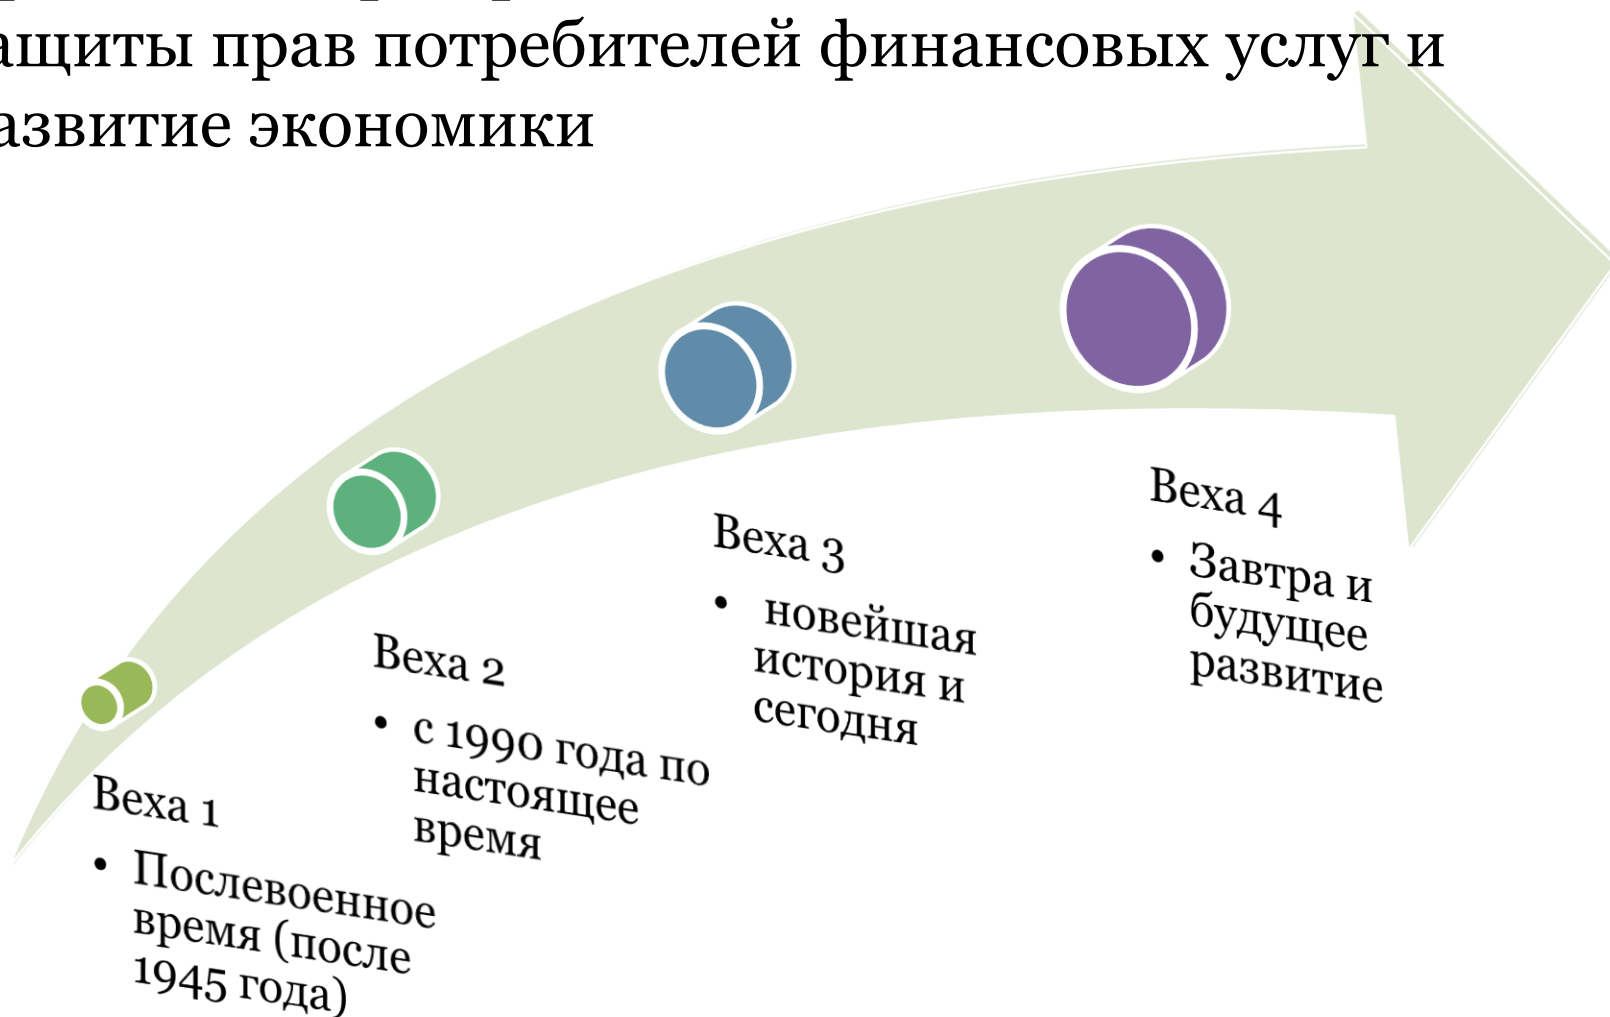 ащиты прав потребителей финансовых услуг и
азвитие экономики
Веха 1
• Послевоенное
время (после
1945 года)
Веха 2
• с 1990 года по
настоящее
время
Веха 3
• новейшая
история и
сегодня
Веха 4
• Завтра и
будущее
развитие